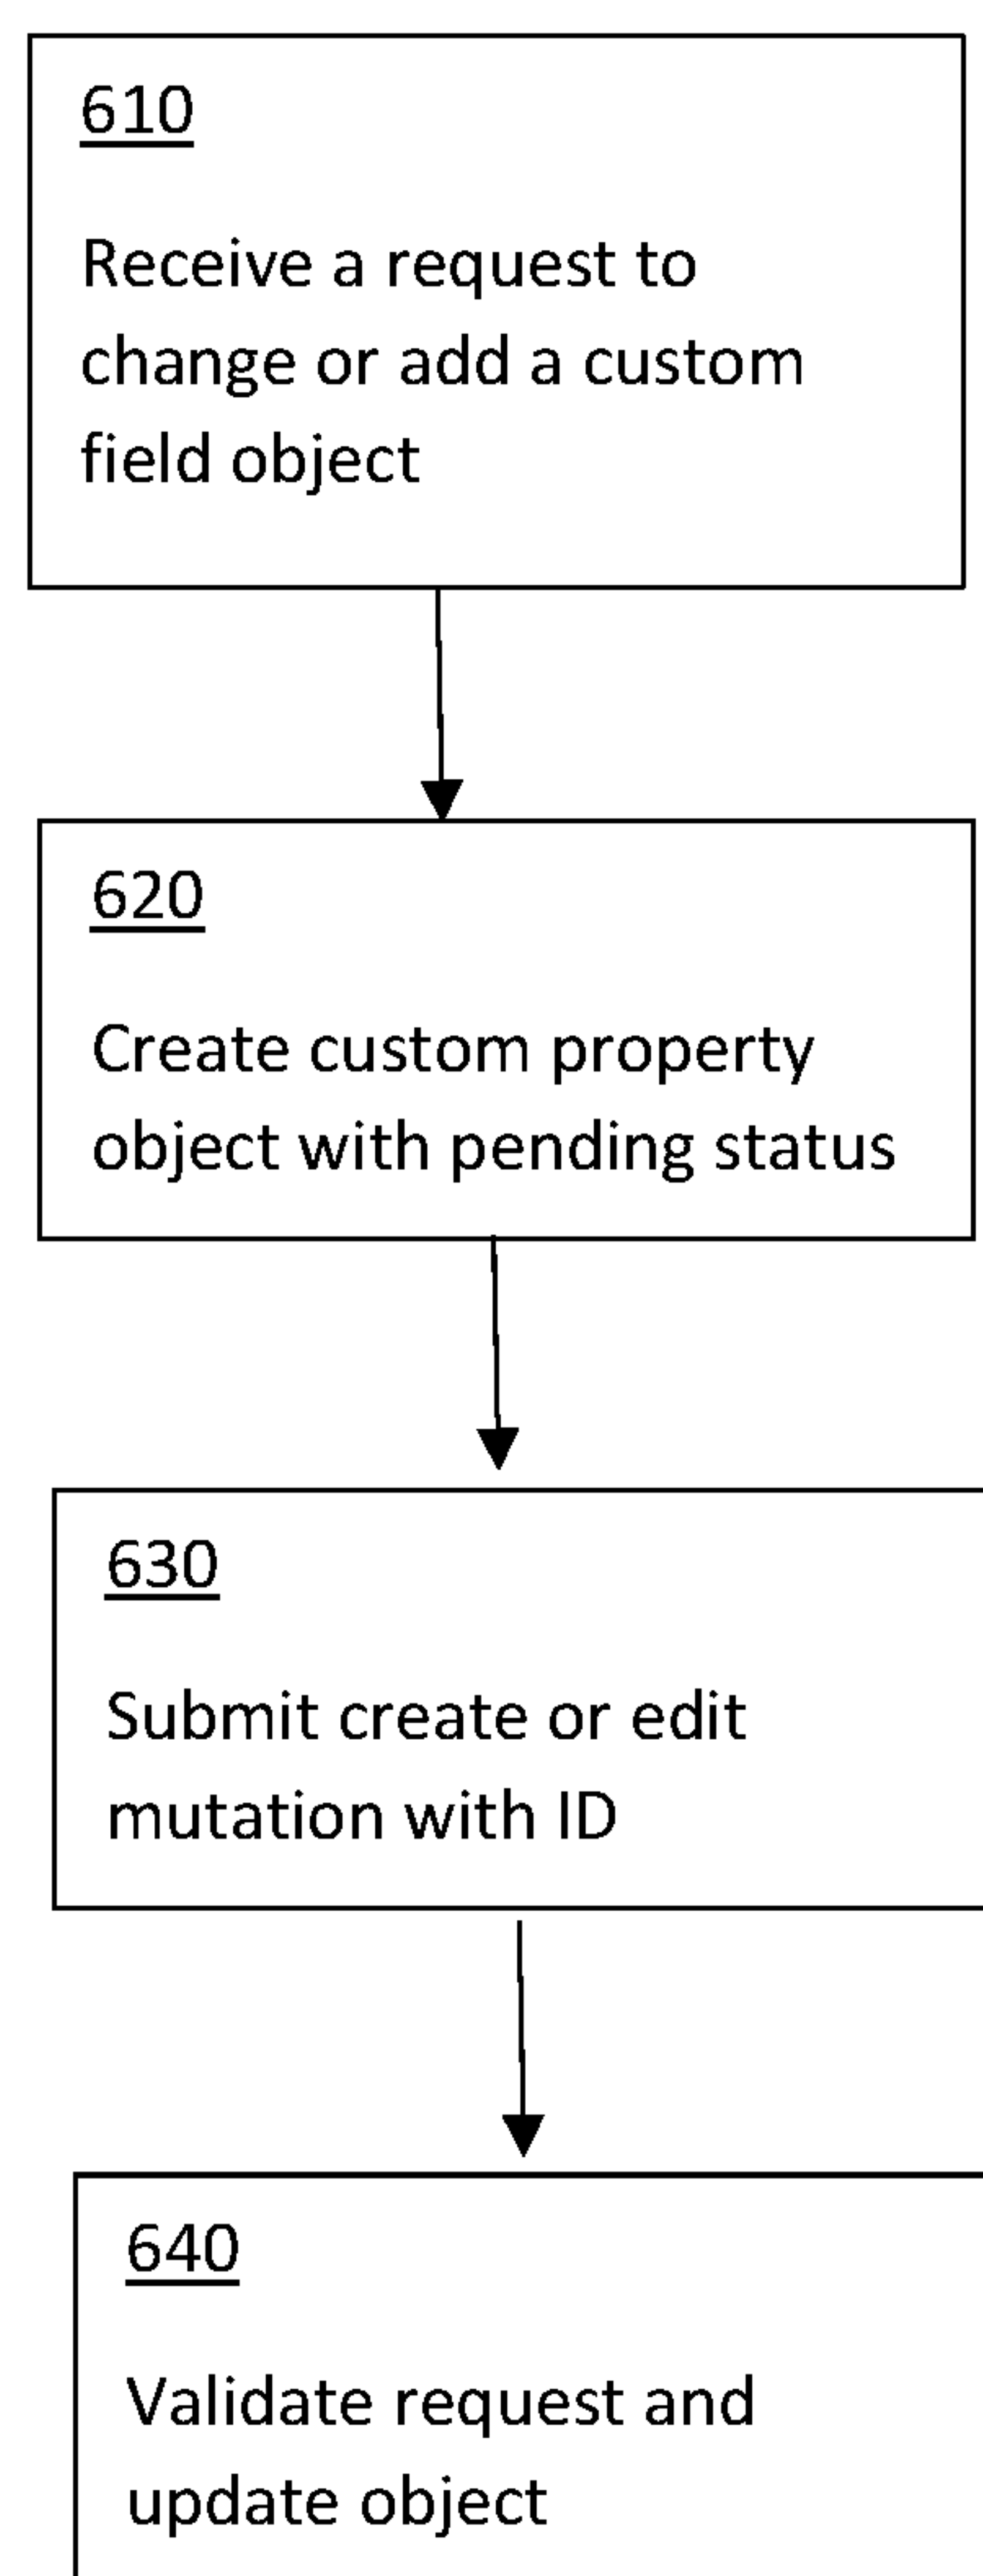 610
Receive a request to
change or add a custom
field object
620
Create custom property
object with pending status
630
Submit create or edit
mutation with ID
640
Validate request and
update object